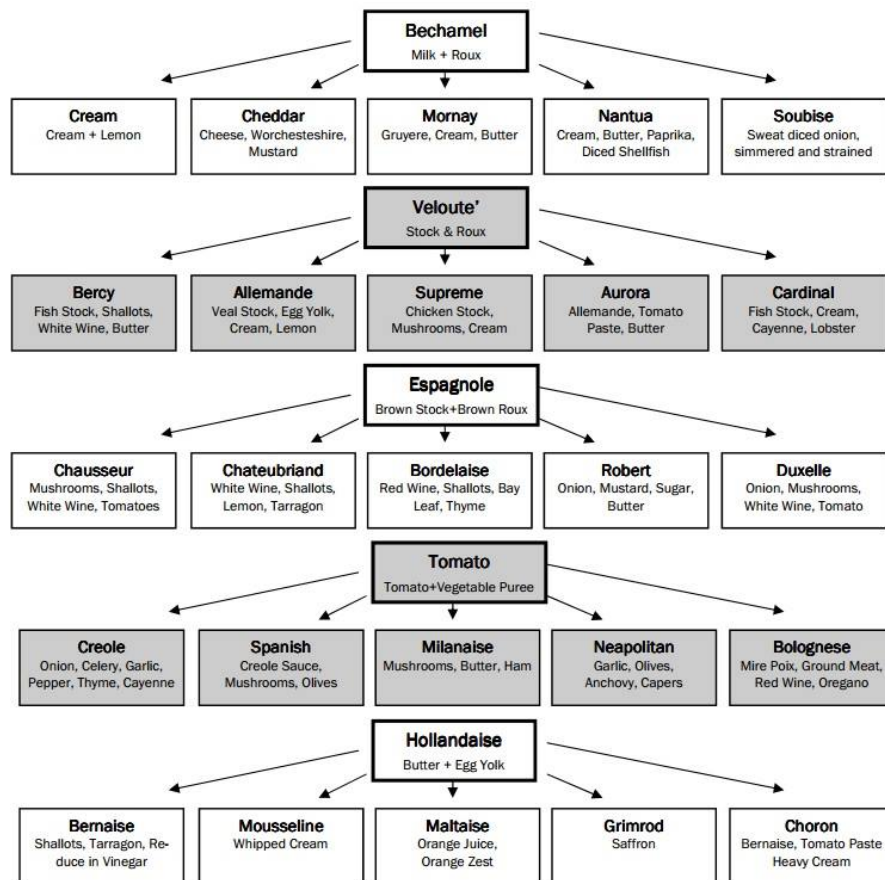 Bechamel
Milk + Roux
Cream
Cream + Lemon
Cheddar
Cheese, Worchesteshire,
Mustard
Mornay
Gruyere, Cream, Butter
Nantua
Cream, Butter, Paprika,
Diced Shellfish
Soubise
Sweat diced onion,
simmered and strained
Veloute’
Stock & Roux
Bercy
Fish Stock, Shallots,
White Wine, Butter
Allemande
Veal Stock, Egg Yolk,
Cream, Lemon
Supreme
Chicken Stock,
Mushrooms, Cream
Aurora
Allemande, Tomato
Paste, Butter
Cardinal
Fish Stock, Cream,
Cayenne, Lobster
Espagnole
Brown Stock+Brown Roux
Chausseur
Mushrooms, Shallots,
White Wine, Tomatoes
Chateubriand
White Wine, Shallots,
Lemon, Tarragon
Bordelaise
Red Wine, Shallots, Bay
Leaf, Thyme
Robert
Onion, Mustard, Sugar,
Butter
Duxelle
Onion, Mushrooms,
White Wine, Tomato
Tomato
Tomato+Vegetable Puree
Creole
Onion, Celery, Garlic,
Pepper, Thyme, Cayenne
Spanish
Creole Sauce,
Mushrooms, Olives
Milanaise
Mushrooms, Butter, Ham
Neapolitan
Garlic, Olives,
Anchovy, Capers
Bolognese
Mire Poix, Ground Meat,
Red Wine, Oregano
Hollandaise
Butter + Egg Yolk
Bernaise
Shallots, Tarragon, Re-
duce in Vinegar
Mousseline
Whipped Cream
Maltaise
Orange Juice,
Orange Zest
Grimrod
Saffron
Choron
Bernaise, Tomato Paste
Heavy Cream